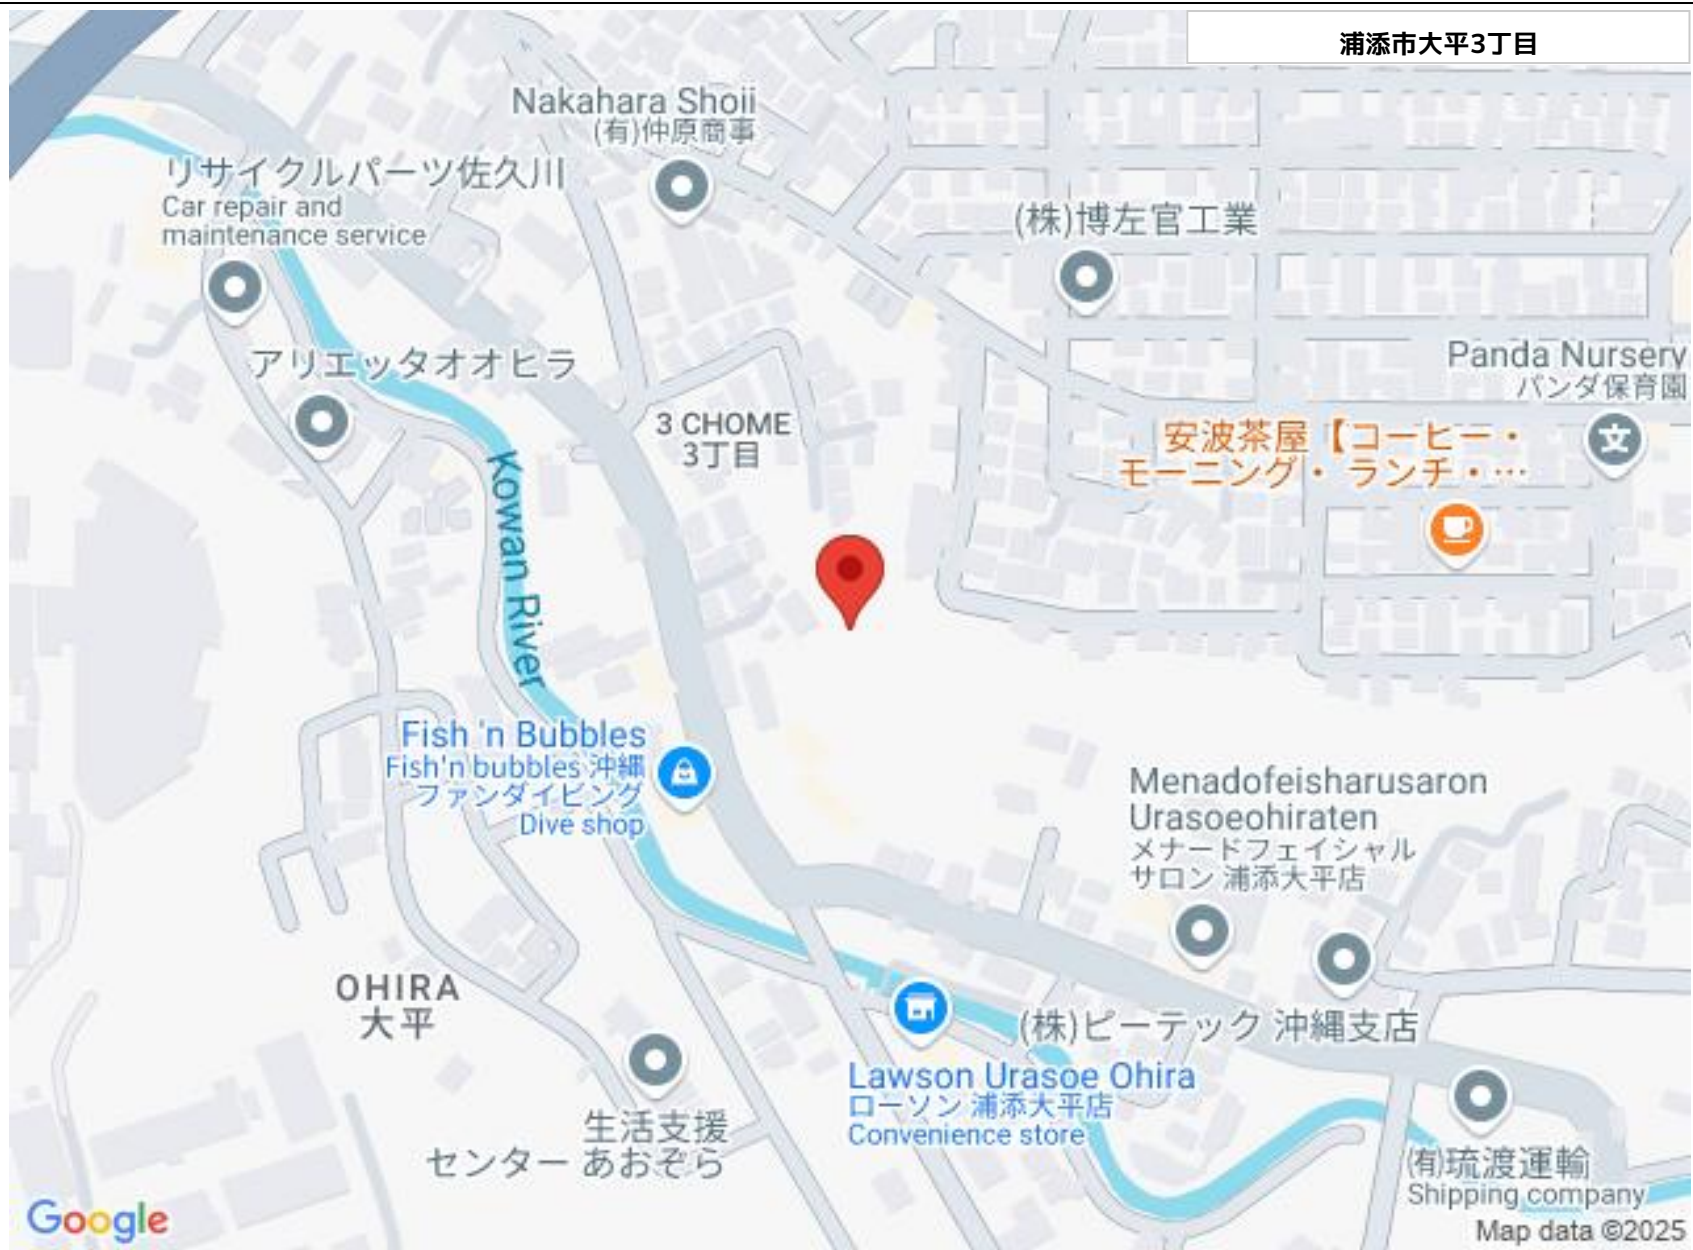 浦添市大平3丁目
Nakahara Shoji
(有)仲原商事
リサイクルパーツ佐久川
Car repair and
maintenance service
(株)博左官工業
アリエッタオオヒラ
Panda Nursery
パンダ保育園
3 CHOME
3丁目
安波茶屋【コーヒー・
モーニング・ ランチ・…
Kowan River
Fish 'n Bubbles
Fish'n bubbles 沖縄
ファンダイビング
Dive shop
Menadofeisharusaron
Urasoeohiraten
メナードフェイシャル
サロン 浦添大平店
OHIRA
大平
(株)ピーテック 沖縄支店
Lawson Urasoe Ohira
ローソン 浦添大平店
Convenience store
生活支援
センター あおぞら
(有)琉渡運輸
Shipping company
Google
Map data ©2025